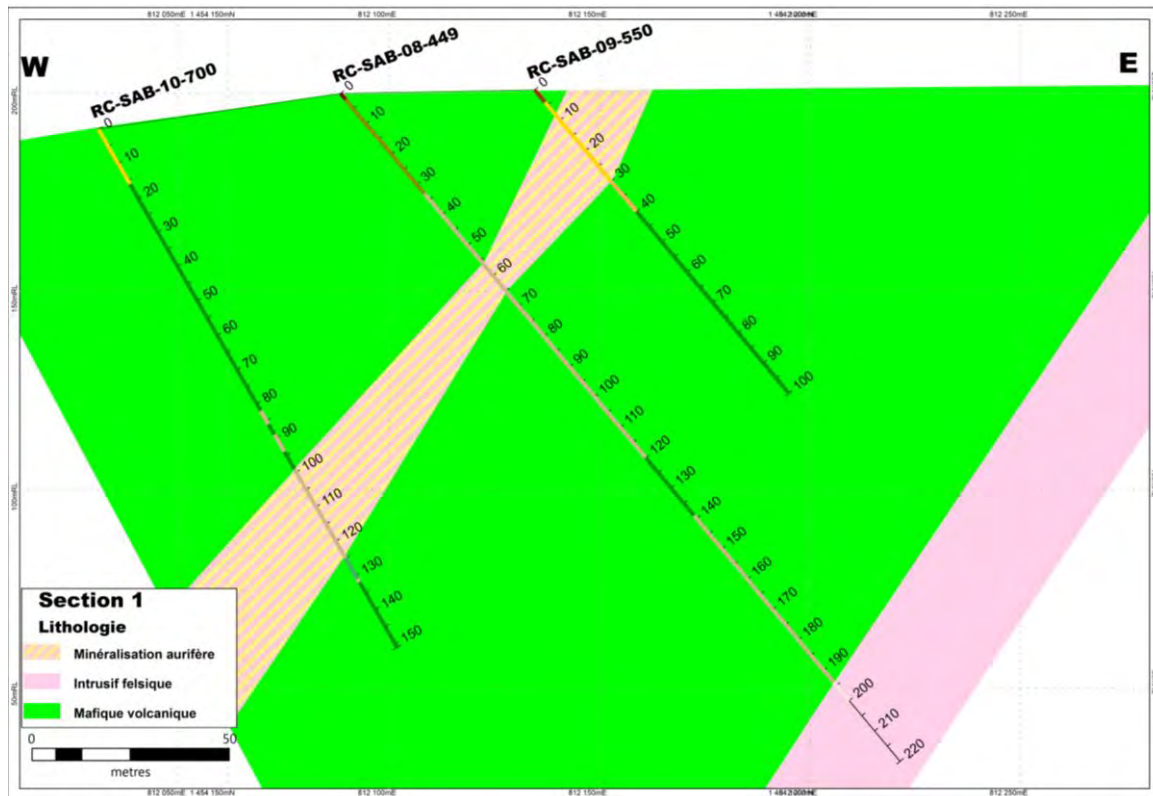 812 050mE 1 454 150mN
812 100mE
812 150mE
812 250mE
W
RC-SAB-10-700
RC-SAB-08-449
RC-SAB-09-550
E
200mRL
150mRL
100mRL
50mRL
0
10
20
30
40
50
60
70
80
90
100
110
120
130
140
150
0
10
20
30
40
50
60
70
80
90
100
110
120
130
140
150
160
170
180
190
200
210
220
0
10
20
30
40
50
60
70
80
90
100
Section 1
Lithologie
Minéralisation aurifère
Intrusif felsique
Mafique volcanique
0 50
metres
812 050mE 1 454 150mN
812 100mE
812 150mE
812 250mE